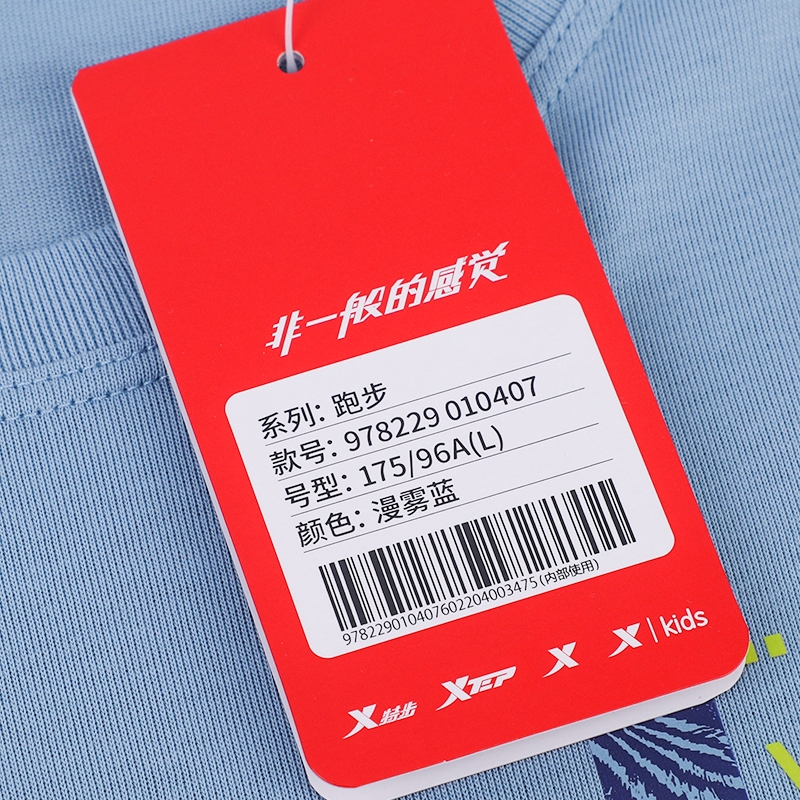 非一般的感觉
系列：跑步
款号：978229 010407
号型：175/96A(L)
颜色：漫雾蓝
978229010407602204003475 (内部使用)
X特步 XTEP X X | kids